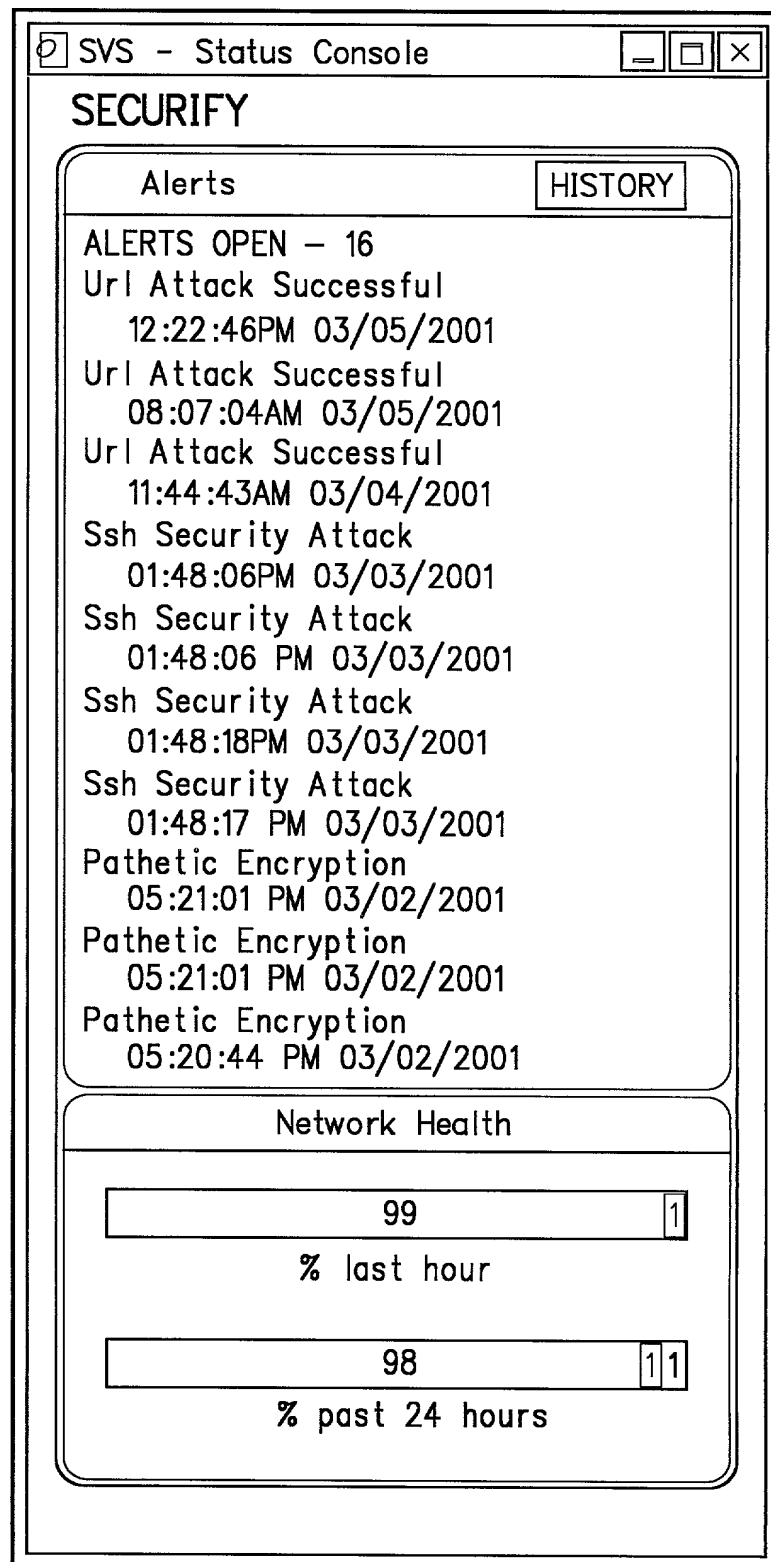 SVS - Status Console
SECURIFY
Alerts HISTORY
ALERTS OPEN - 16
Url Attack Successful
12:22:46PM 03/05/2001
Url Attack Successful
08:07:04AM 03/05/2001
Url Attack Successful
11:44:43AM 03/04/2001
Ssh Security Attack
01:48:06PM 03/03/2001
Ssh Security Attack
01:48:06 PM 03/03/2001
Ssh Security Attack
01:48:18PM 03/03/2001
Ssh Security Attack
01:48:17 PM 03/03/2001
Pathetic Encryption
05:21:01 PM 03/02/2001
Pathetic Encryption
05:21:01 PM 03/02/2001
Pathetic Encryption
05:20:44 PM 03/02/2001
Network Health
99 1
% last hour
98 1 1
% past 24 hours